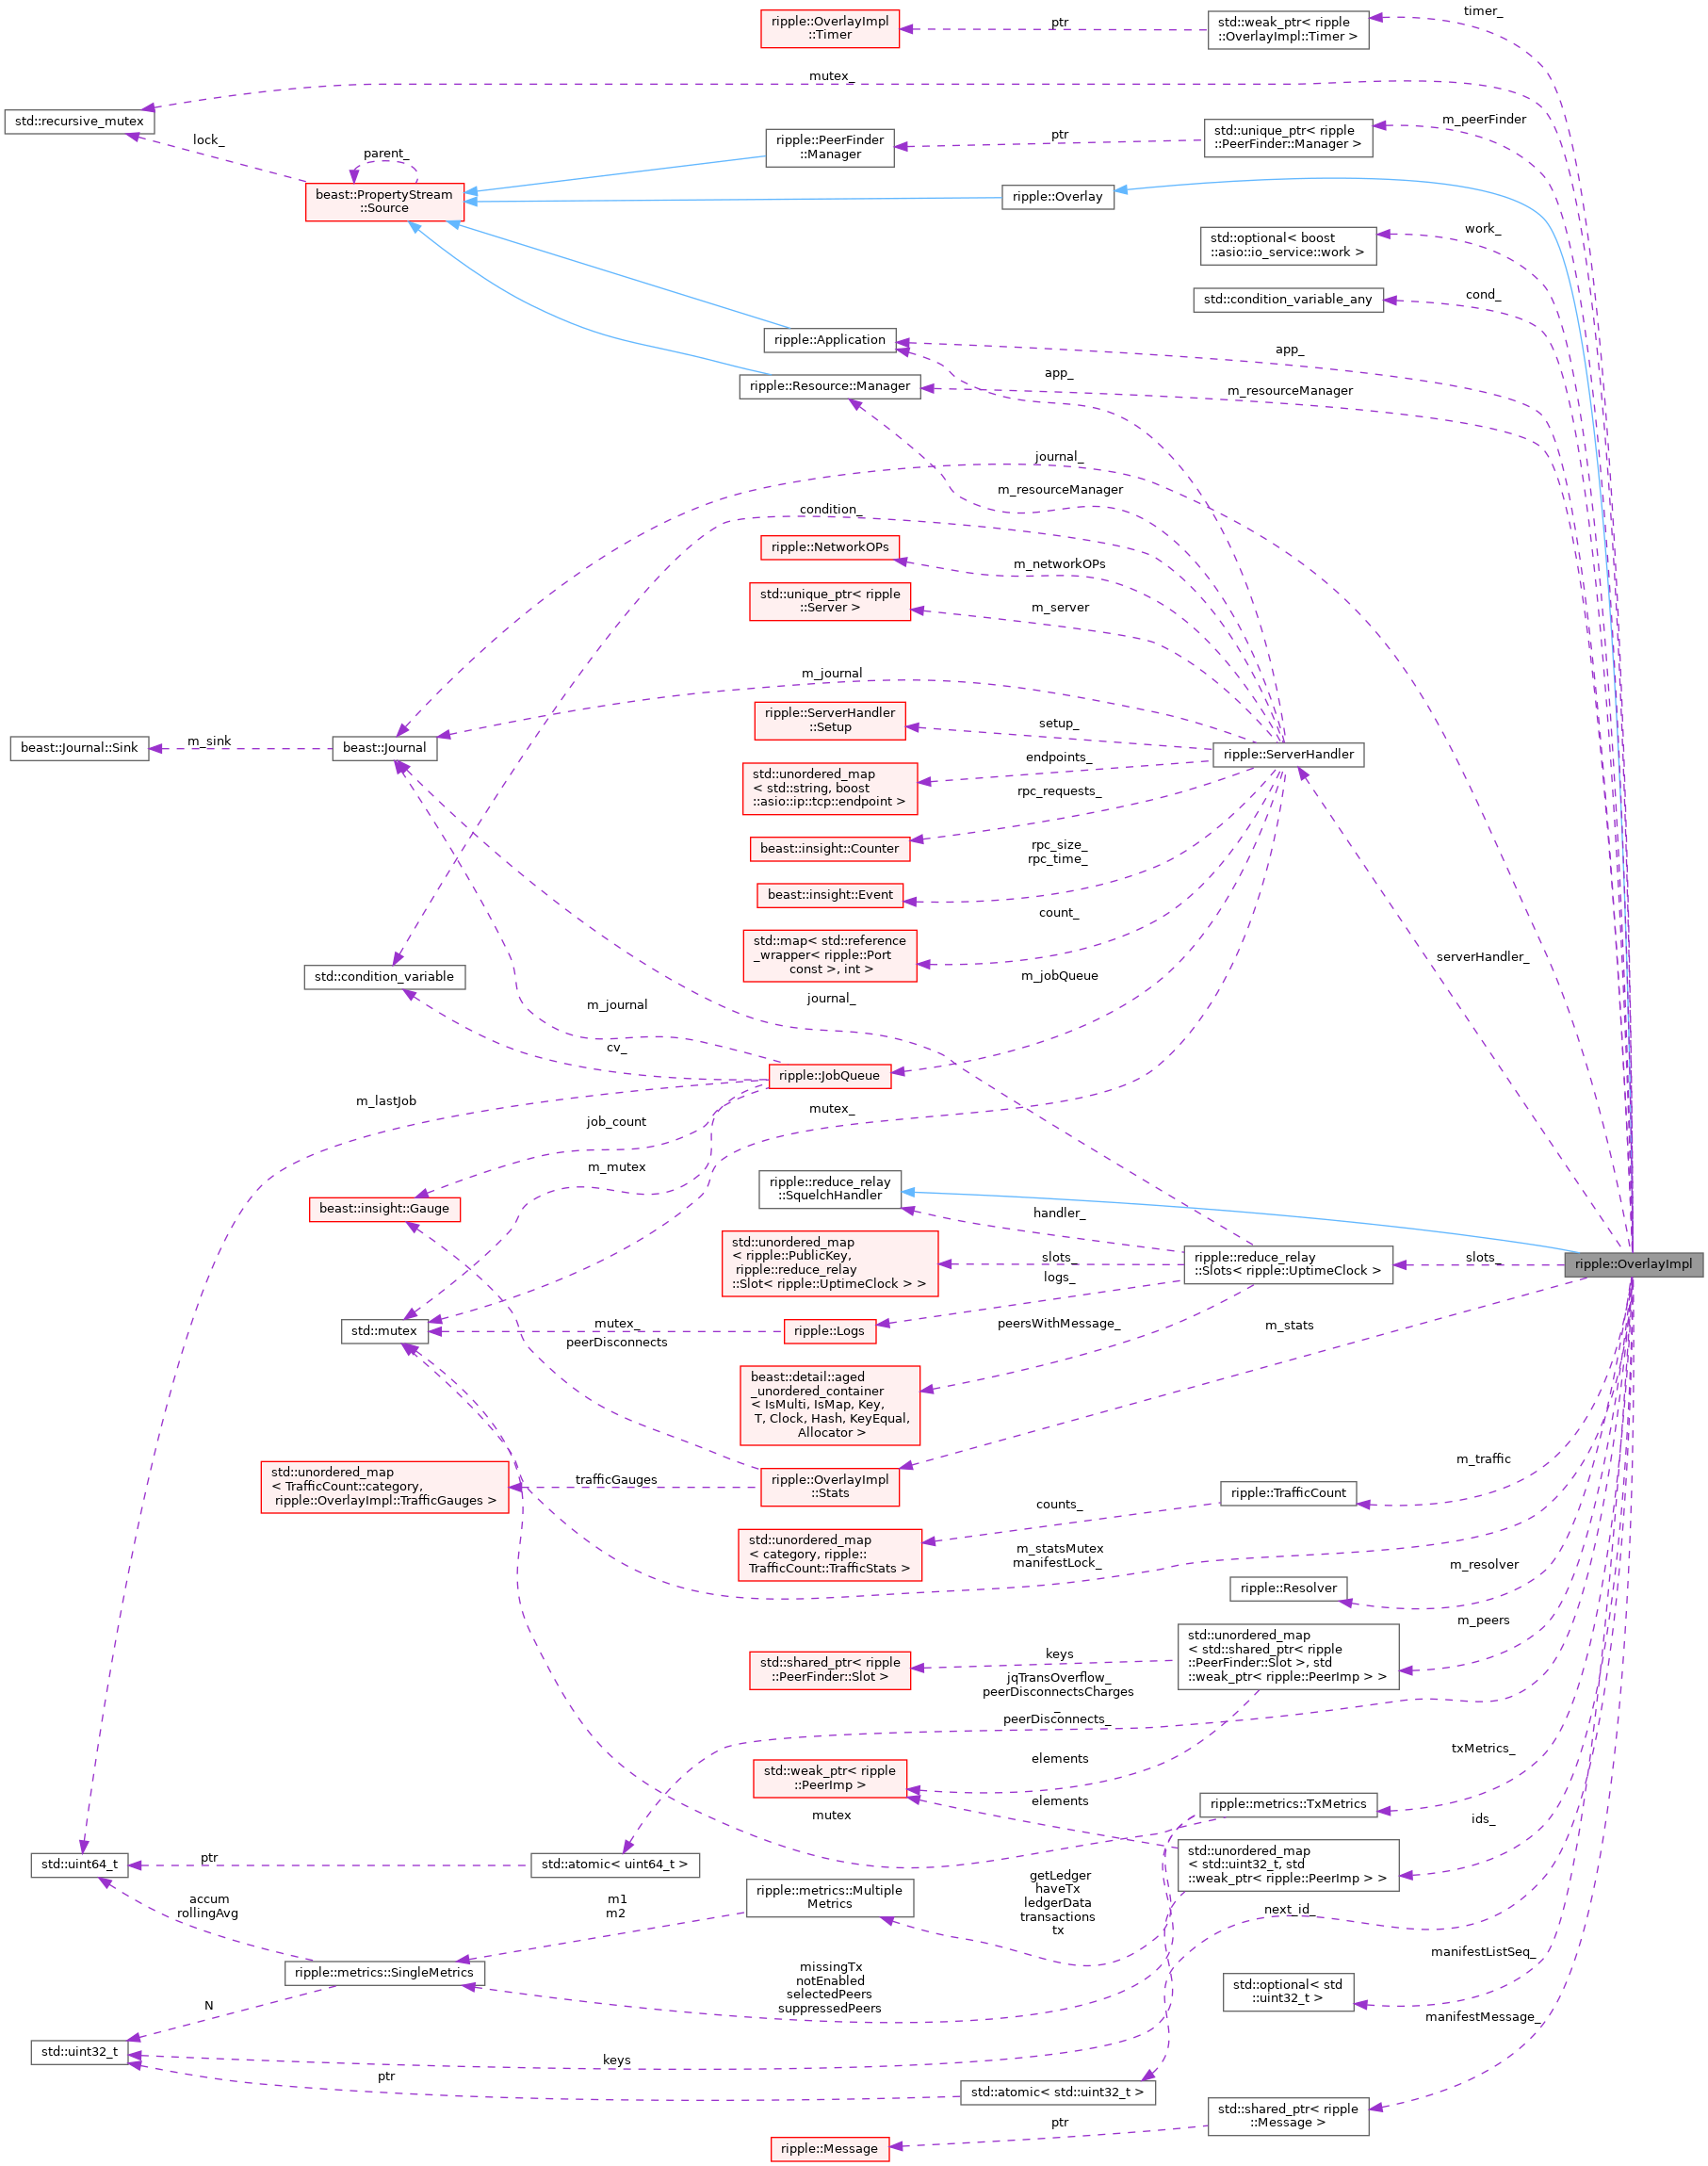 ripple::OverlayImpl
::Timer
ptr
std::weak_ptr< ripple
::OverlayImpl::Timer >
timer_
mutex_
std::recursive_mutex
lock_
parent_
beast::PropertyStream
::Source
ripple::PeerFinder
::Manager
ptr
std::unique_ptr< ripple
::PeerFinder::Manager >
m_peerFinder
ripple::Overlay
std::optional< boost
::asio::io_service::work >
work_
std::condition_variable_any
cond_
ripple::Application
app_
app_
ripple::Resource::Manager
m_resourceManager
journal_
m_resourceManager
condition_
ripple::NetworkOPs
m_networkOPs
std::unique_ptr< ripple
::Server >
m_server
m_journal
ripple::ServerHandler
::Setup
setup_
beast::Journal::Sink
m_sink
beast::Journal
ripple::ServerHandler
std::unordered_map
< std::string, boost
::asio::ip::tcp::endpoint >
endpoints_
rpc_requests_
beast::insight::Counter
rpc_size_
rpc_time_
beast::insight::Event
count_
std::map< std::reference
_wrapper< ripple::Port
const >, int >
serverHandler_
std::condition_variable
m_jobQueue
m_journal
journal_
cv_
ripple::JobQueue
m_lastJob
mutex_
job_count
m_mutex
ripple::reduce_relay
::SquelchHandler
beast::insight::Gauge
handler_
std::unordered_map
< ripple::PublicKey,
ripple::reduce_relay
::Slot< ripple::UptimeClock > >
slots_
ripple::reduce_relay
::Slots< ripple::UptimeClock >
slots_
ripple::OverlayImpl
logs_
std::mutex
mutex_
ripple::Logs
peersWithMessage_
m_stats
peerDisconnects
beast::detail::aged
_unordered_container
< IsMulti, IsMap, Key,
T, Clock, Hash, KeyEqual,
Allocator >
std::unordered_map
< TrafficCount::category,
ripple::OverlayImpl::TrafficGauges >
trafficGauges
ripple::OverlayImpl
::Stats
m_traffic
ripple::TrafficCount
counts_
std::unordered_map
< category, ripple::
TrafficCount::TrafficStats >
m_statsMutex
manifestLock_
m_resolver
ripple::Resolver
m_peers
std::unordered_map
< std::shared_ptr< ripple
::PeerFinder::Slot >, std
::weak_ptr< ripple::PeerImp > >
keys
std::shared_ptr< ripple
::PeerFinder::Slot >
jqTransOverflow_
peerDisconnectsCharges
_
peerDisconnects_
elements
std::weak_ptr< ripple
::PeerImp >
txMetrics_
elements
ripple::metrics::TxMetrics
mutex
ids_
std::unordered_map
< std::uint32_t, std
::weak_ptr< ripple::PeerImp > >
std::uint64_t
ptr
std::atomic< uint64_t >
ripple::metrics::Multiple
Metrics
getLedger
haveTx
ledgerData
transactions
tx
accum
rollingAvg
m1
m2
next_id_
ripple::metrics::SingleMetrics
missingTx
notEnabled
selectedPeers
suppressedPeers
manifestListSeq_
std::optional< std
::uint32_t >
N
manifestMessage_
std::uint32_t
keys
ptr
std::atomic< std::uint32_t >
std::shared_ptr< ripple
::Message >
ptr
ripple::Message